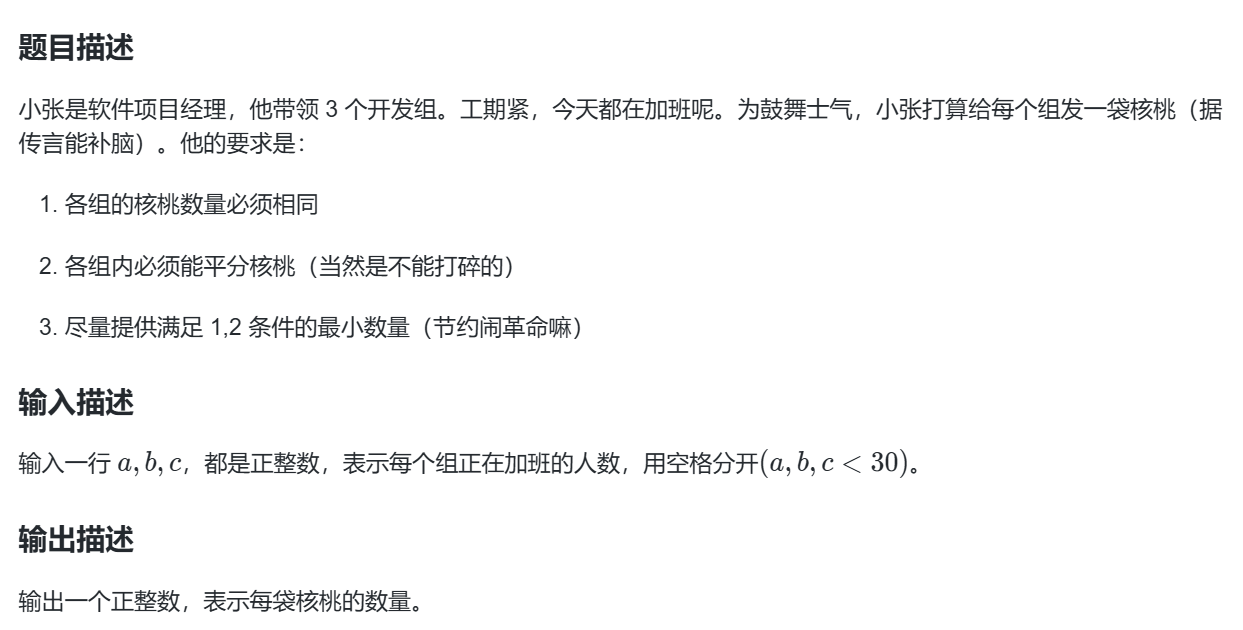 题目描述
小张是软件项目经理，他带领 3 个开发组。工期紧，今天都在加班呢。为鼓舞士气，小张打算给每个组发一袋核桃（据
传言能补脑）。他的要求是：
1. 各组的核桃数量必须相同
2. 各组内必须能平分核桃（当然是不能打碎的）
3. 尽量提供满足 1,2 条件的最小数量（节约闹革命嘛）
输入描述
输入一行 a, b, c，都是正整数，表示每个组正在加班的人数，用空格分开(a, b, c < 30)。
输出描述
输出一个正整数，表示每袋核桃的数量。